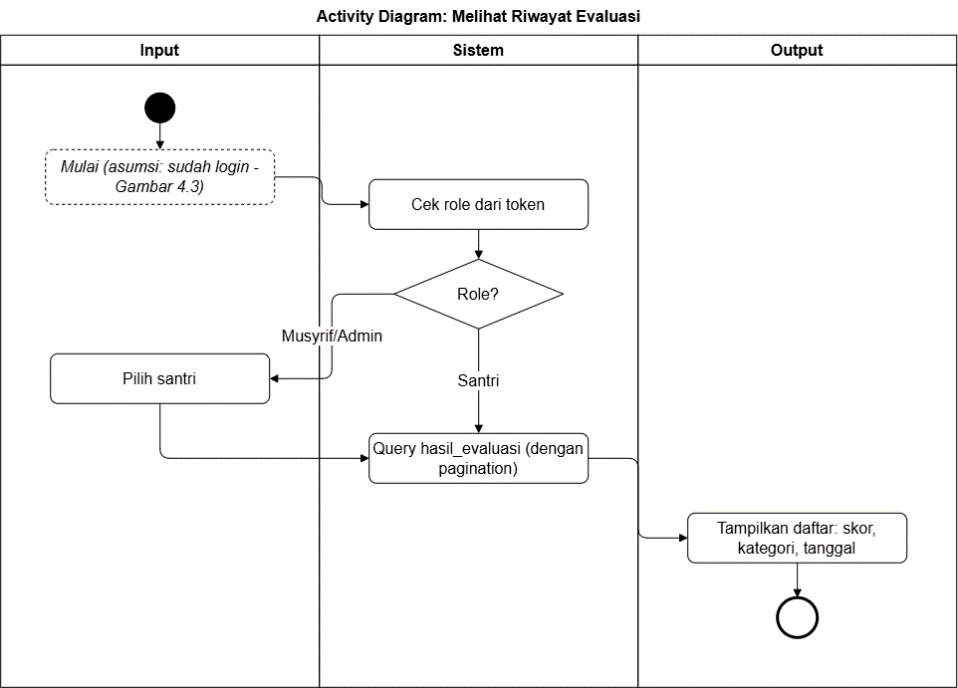 Activity Diagram: Melihat Riwayat Evaluasi
Input
Sistem
Output
Mulai (asumsi: sudah login -
Gambar 4.3)
Cek role dari token
Role?
Musyrif/Admin
Pilih santri
Santri
Query hasil_evaluasi (dengan
pagination)
Tampilkan daftar: skor,
kategori, tanggal